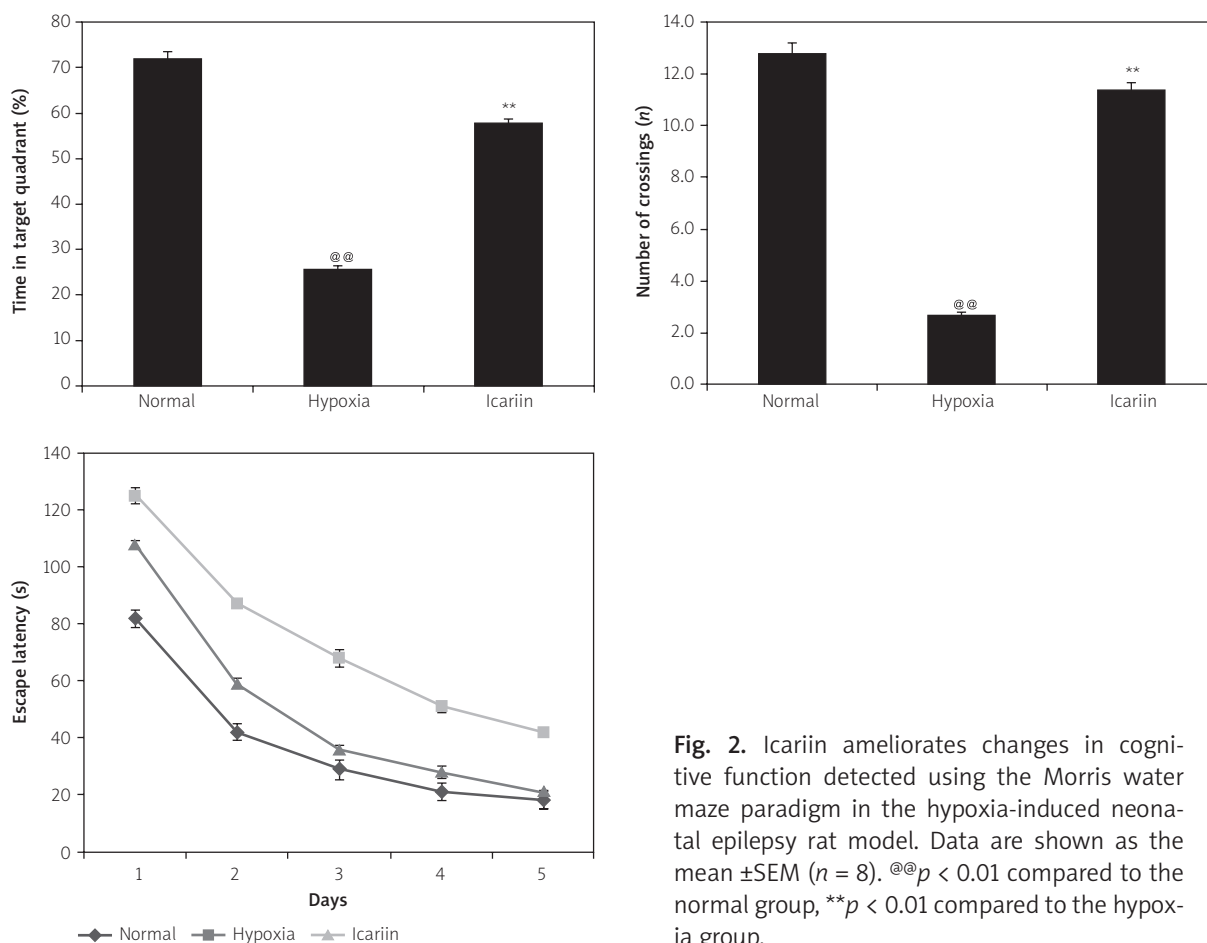 80
70
60
50
40
30
20
10
0
Time in target quadrant (%)
@@
**
Normal Hypoxia Icariin
14.0
12.0
10.0
8.0
6.0
4.0
2.0
0.0
Number of crossings (n)
@@
**
Normal Hypoxia Icariin
140
120
100
80
60
40
20
0
Escape latency (s)
1 2 3 4 5
Days
Normal Hypoxia Icariin
Fig. 2. Icariin ameliorates changes in cogni-
tive function detected using the Morris water
maze paradigm in the hypoxia-induced neona-
tal epilepsy rat model. Data are shown as the
mean ±SEM (n = 8). @@p < 0.01 compared to the
normal group, **p < 0.01 compared to the hypox-
ia group.